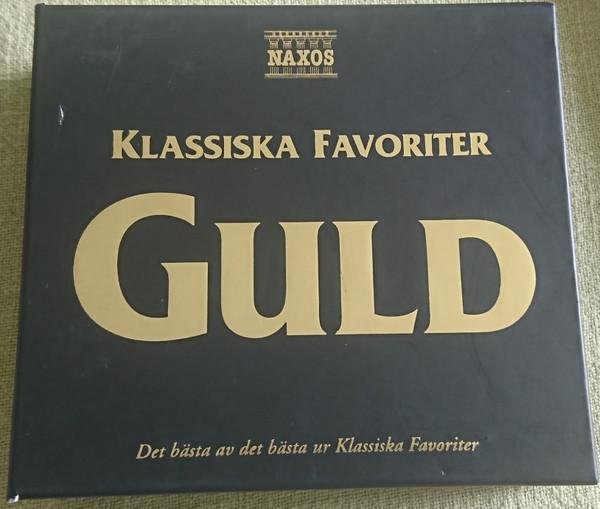 NAXOS
KLASSISKA FAVORITER
GULD
Det bästa av det bästa ur Klassiska Favoriter